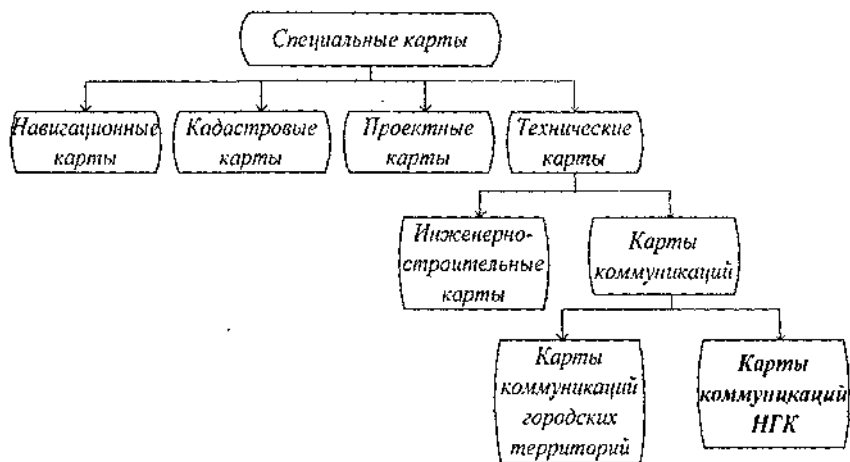 Специальные карты
Навигационные
карты
Кадастровые
карты
Проектные
карты
Технические
карты
Инженерно-
строительные
карты
Карты
коммуникаций
Карты
коммуникаций
городских
территорий
Карты
коммуникаций
НГК